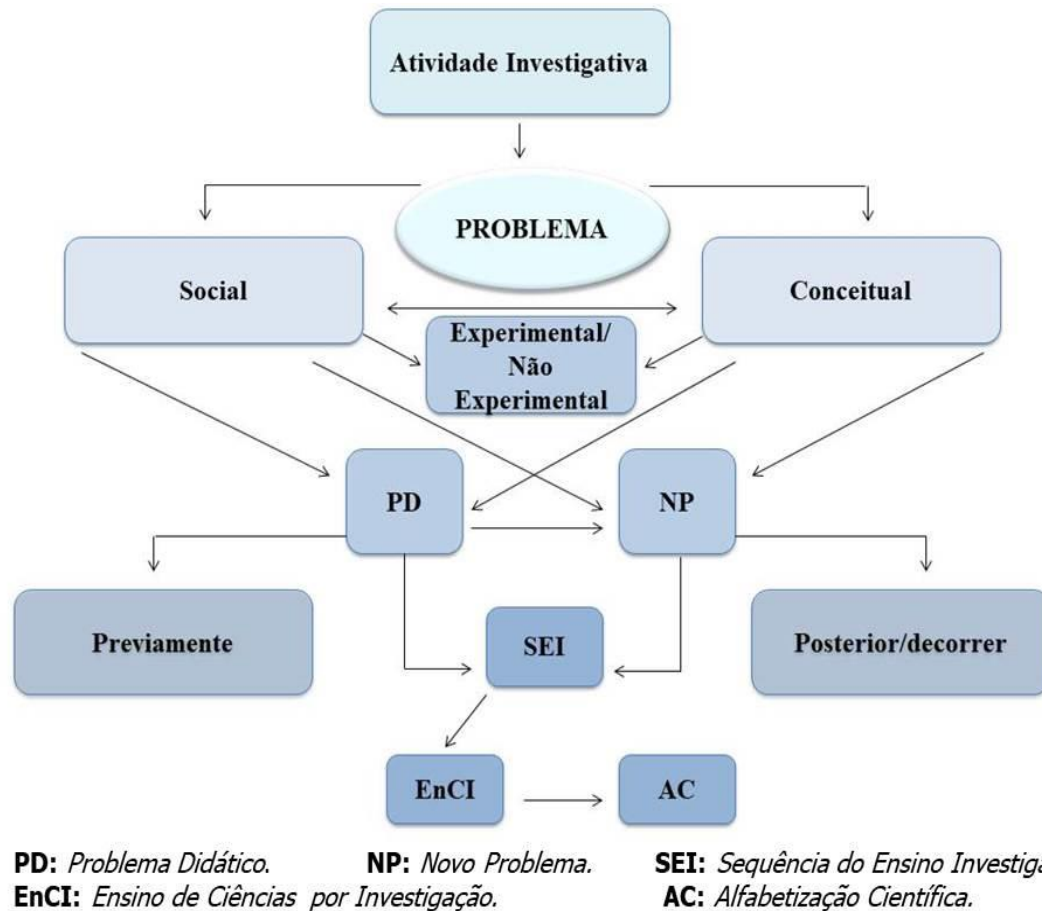 Atividade Investigativa
PROBLEMA
Social
Conceitual
Experimental/
Não
Experimental
PD
NP
Previamente
SEI
Posterior/decorrer
EnCI
AC
PD: Problema Didático. NP: Novo Problema. SEI: Sequência do Ensino
EnCI: Ensino de Ciências por Investigação. AC: Alfabetização Científica.